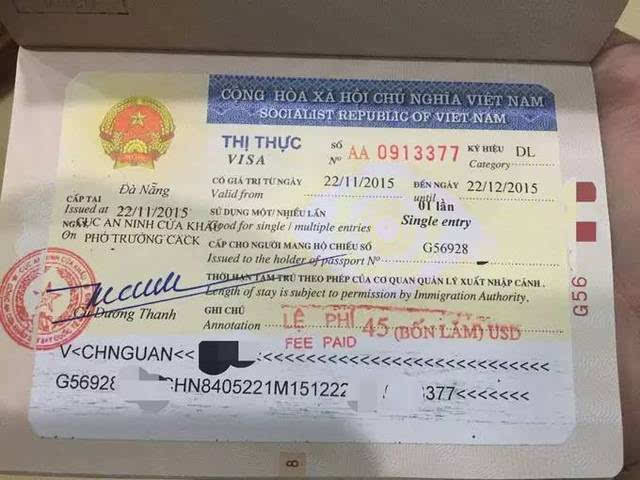 CỘNG HÒA XÃ HỘI CHỦ NGHĨA VIỆT NAM
SOCIALIST REPUBLIC OF VIET NAM
THỊ THỰC
VISA
SỐ
Nº AA 0913377
KÝ HIỆU
Category DL
CÓ GIÁ TRỊ TỪ NGÀY
Valid from 22/11/2015
ĐẾN NGÀY
until 22/12/2015
CẤP TẠI
Issued at Đà Nẵng
NGÀY
On 22/11/2015
CỤC AN NINH CỬA KHẨU
PHÓ TRƯỞNG CACK
SỬ DỤNG MỘT/NHIỀU LẦN
Good for single / multiple entries
01 lần
Single entry
CẤP CHO NGƯỜI MANG HỘ CHIẾU SỐ
Issued to the holder of passport Nº G56928
THỜI HẠN TẠM TRÚ THEO PHÉP CỦA CƠ QUAN QUẢN LÝ XUẤT NHẬP CẢNH.
Length of stay is subject to permission by Immigration Authority.
Dương Thanh
GHI CHÚ
Annotation
LỆ PHÍ 45 (BỐN LĂM) USD
FEE PAID
V<CHNGUAN<<
<<<<<<<<<<<<<<<<<<<<<<<<
G56928
CHN8405221M151222
3377<<<<<<<
G56
8